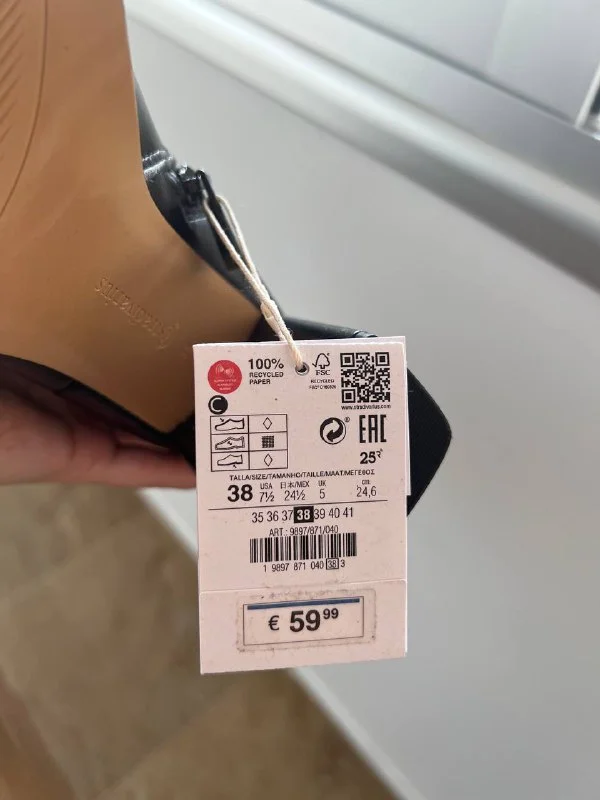 Stradivarius
100%
RECYCLED
PAPER
FSC
RECYCLED
www.stradivarius.com
C
EAC
TALLA/SIZE/TAMANHO/TAILLE/MAAT/ΜΕΓΕΘΟΣ
38 USA 7½ 日本/MEX 24½ UK 5 cm 24,6
35 36 37 38 39 40 41
ART.: 9897/871/040
1 9897 871 040 38 3
€ 59 99